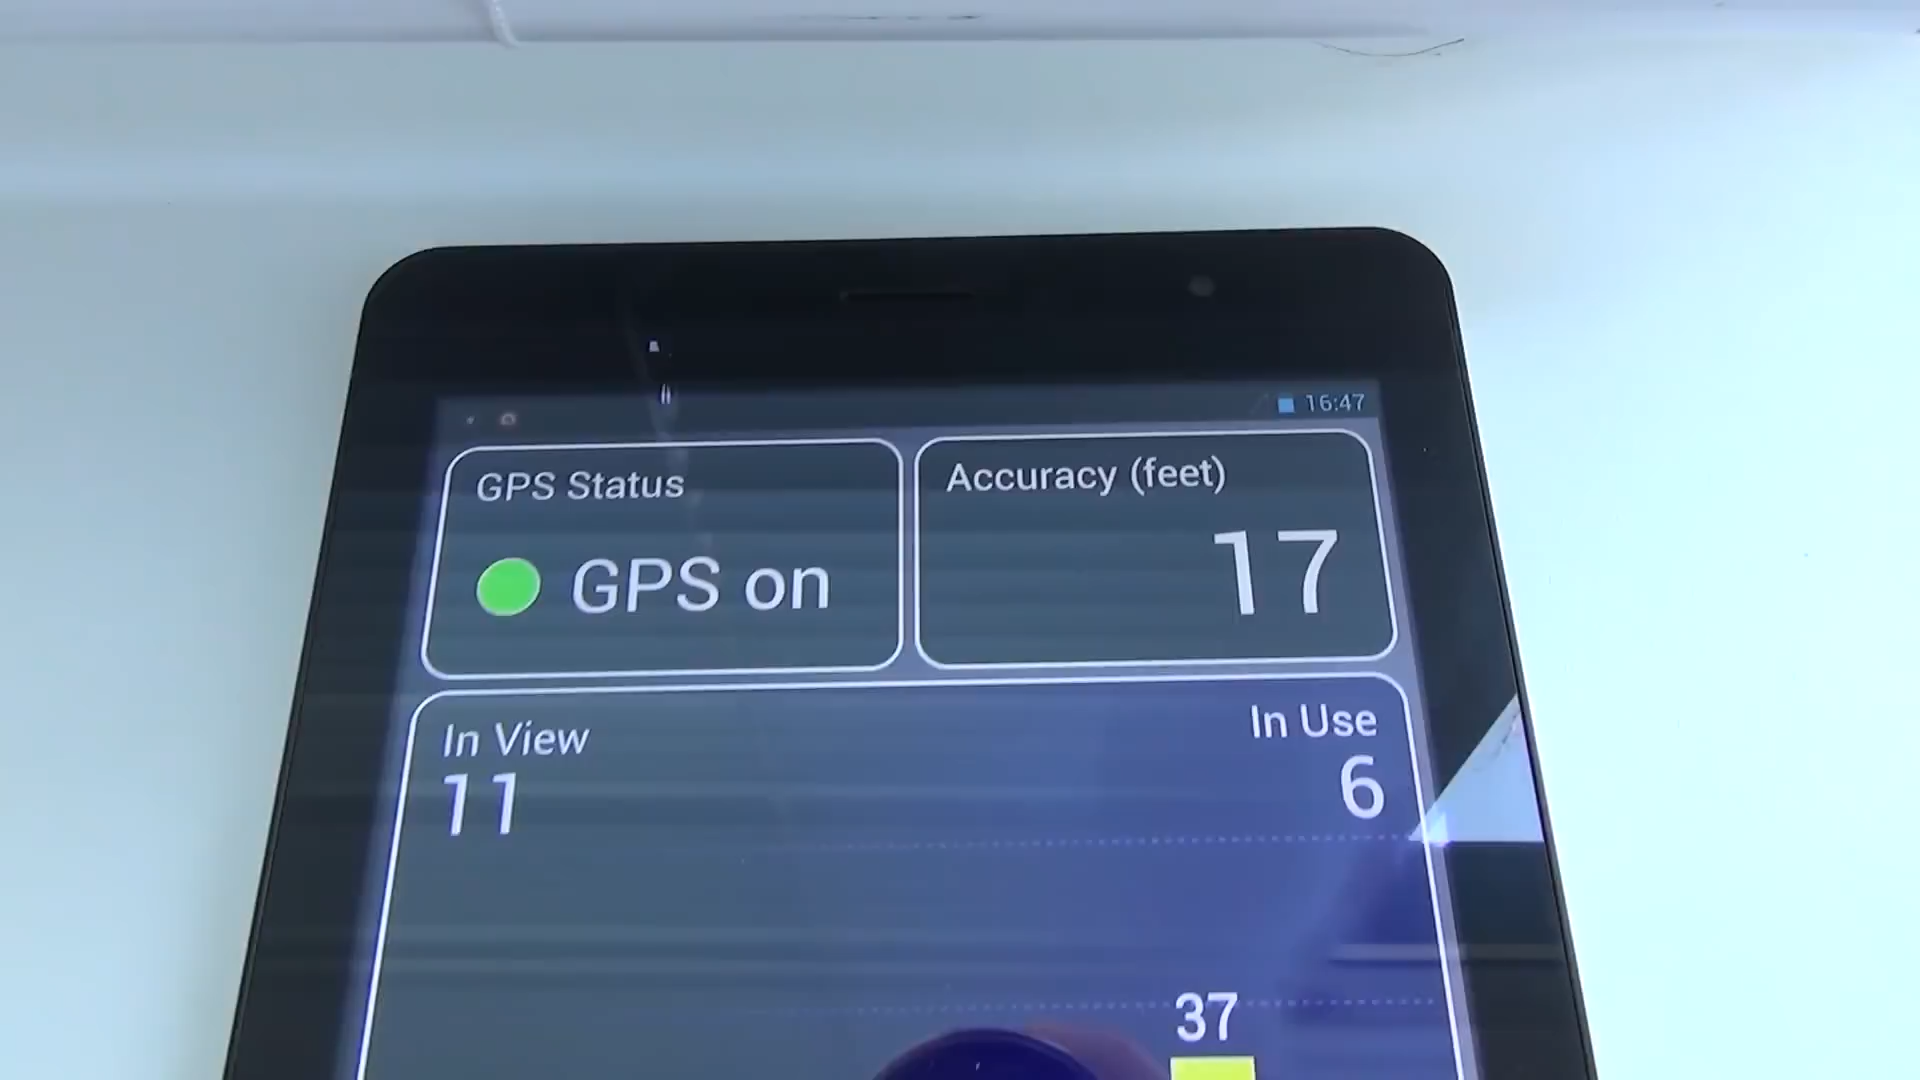 16:47
GPS Status
Accuracy (feet)
GPS on
17
In View
In Use
11
6
37